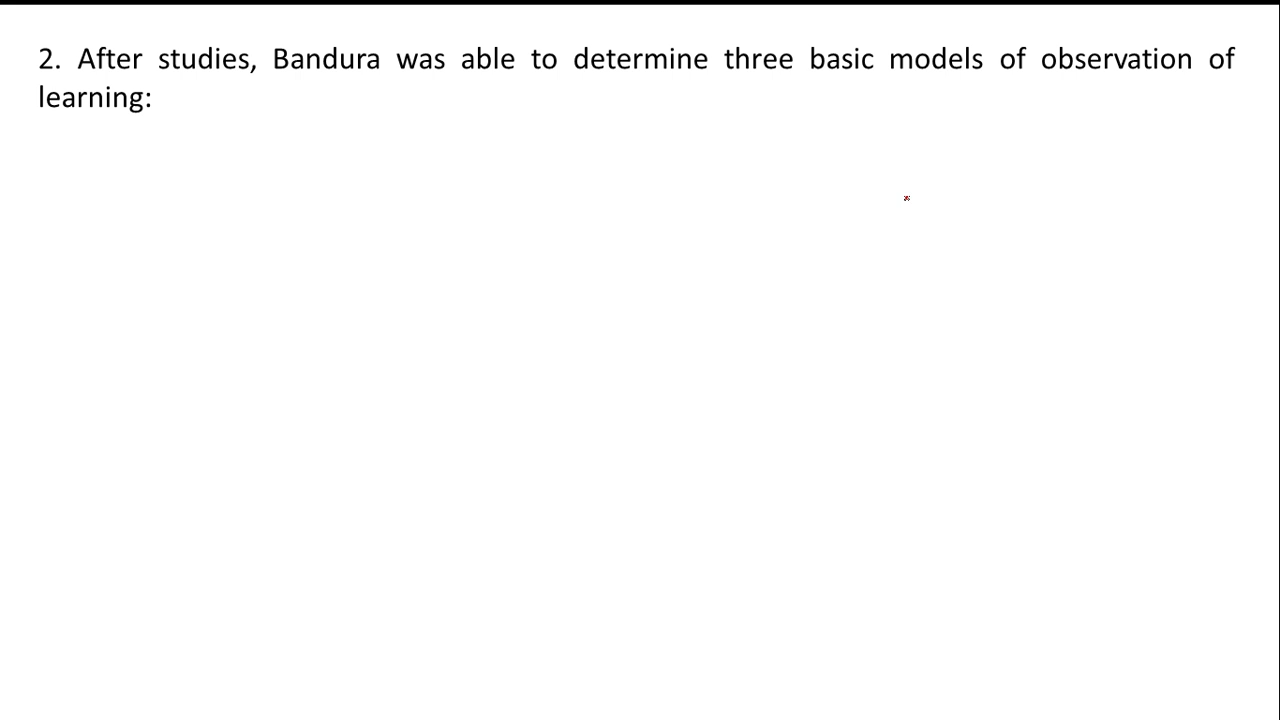 2. After studies, Bandura was able to determine three basic models of observation of
learning: